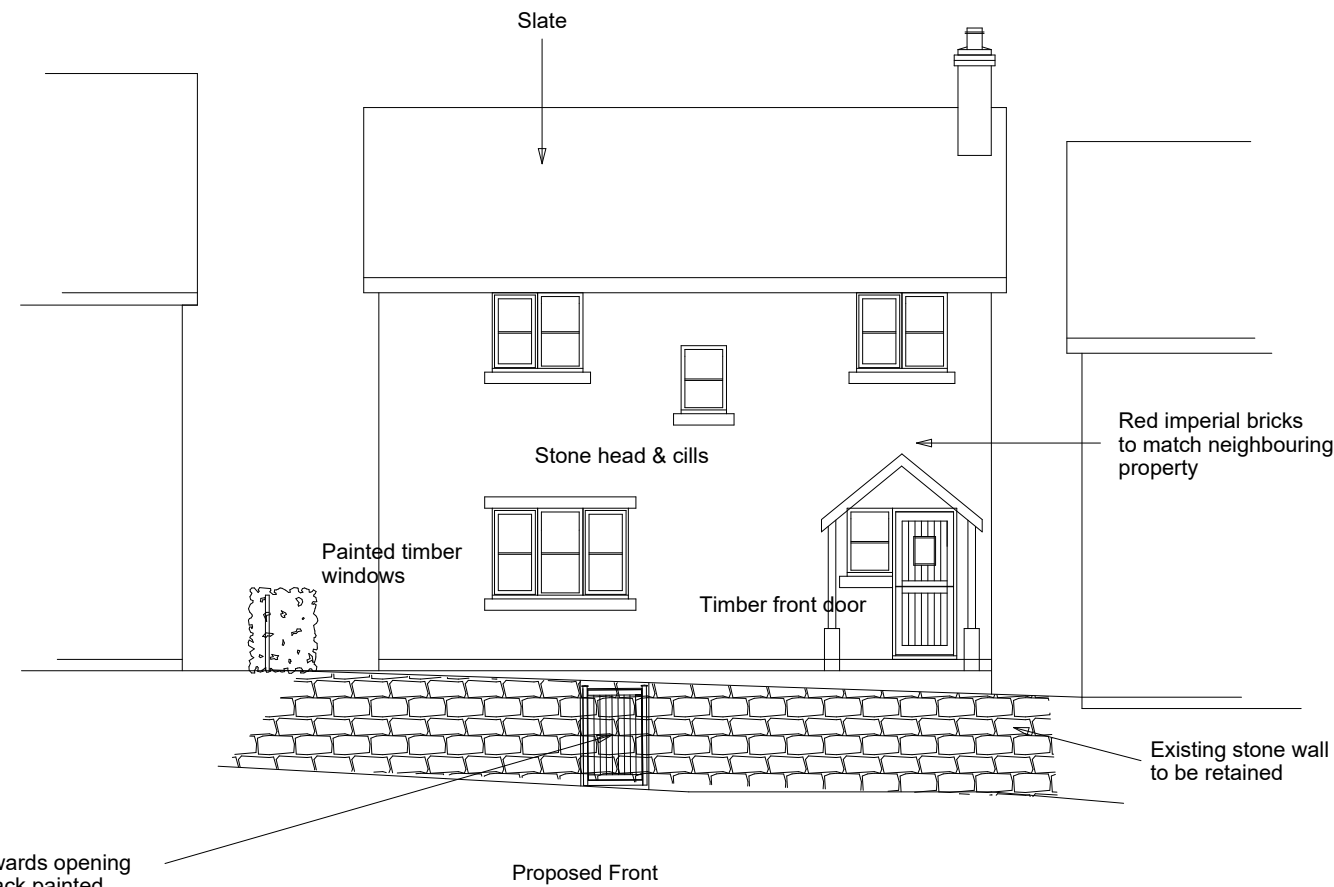 Slate
Red imperial bricks
to match neighbouring
property
Stone head & cills
Painted timber
windows
Timber front door
Existing stone wall
to be retained
opening
painted
Proposed Front